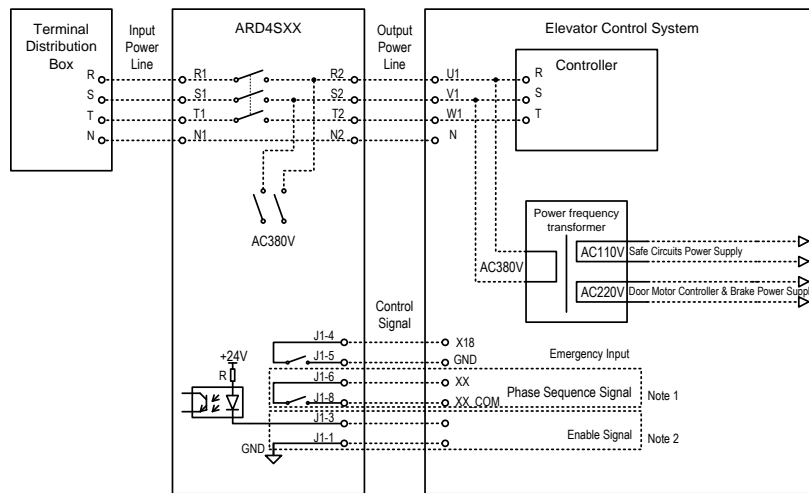 Terminal
Distribution
Box
Input
Power
Line
ARD4SXX
Output
Power
Line
Elevator Control System
Controller
R
R1
R2
U1
R
S
S1
S2
V1
S
T
T1
T2
W1
T
N
N1
N2
N
AC380V
Power frequency
transformer
AC380V
AC110V
Safe Circuits Power Supply
AC220V
Door Motor Controller & Brake Power Suppl
Control
Signal
J1-4
X18
J1-5
GND
Emergency Input
+24V
R
J1-6
XX
Phase Sequence Signal
Note 1
J1-8
XX_COM
J1-3
Enable Signal
Note 2
J1-1
GND